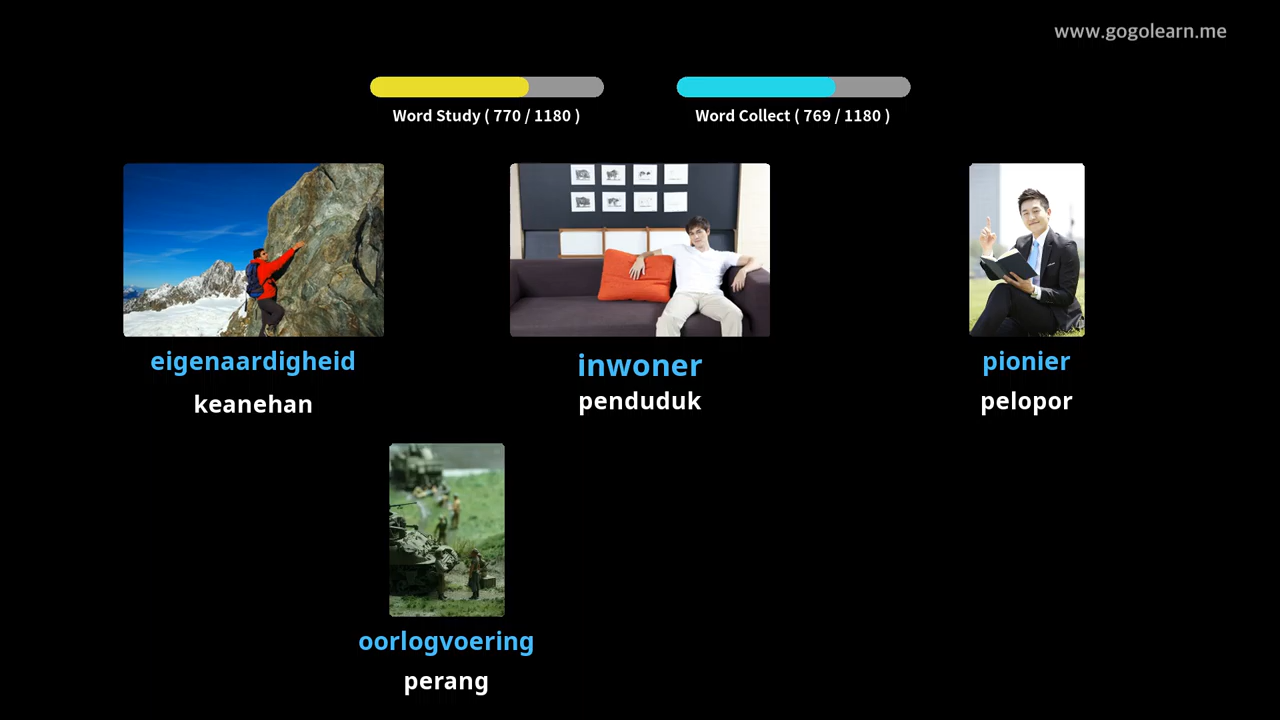 www.gogolearn.me
Word Study ( 770 / 1180 )
Word Collect ( 769 / 1180 )
eigenaardigheid
keanehan
inwoner
penduduk
pionier
pelopor
oorlogvoering
perang